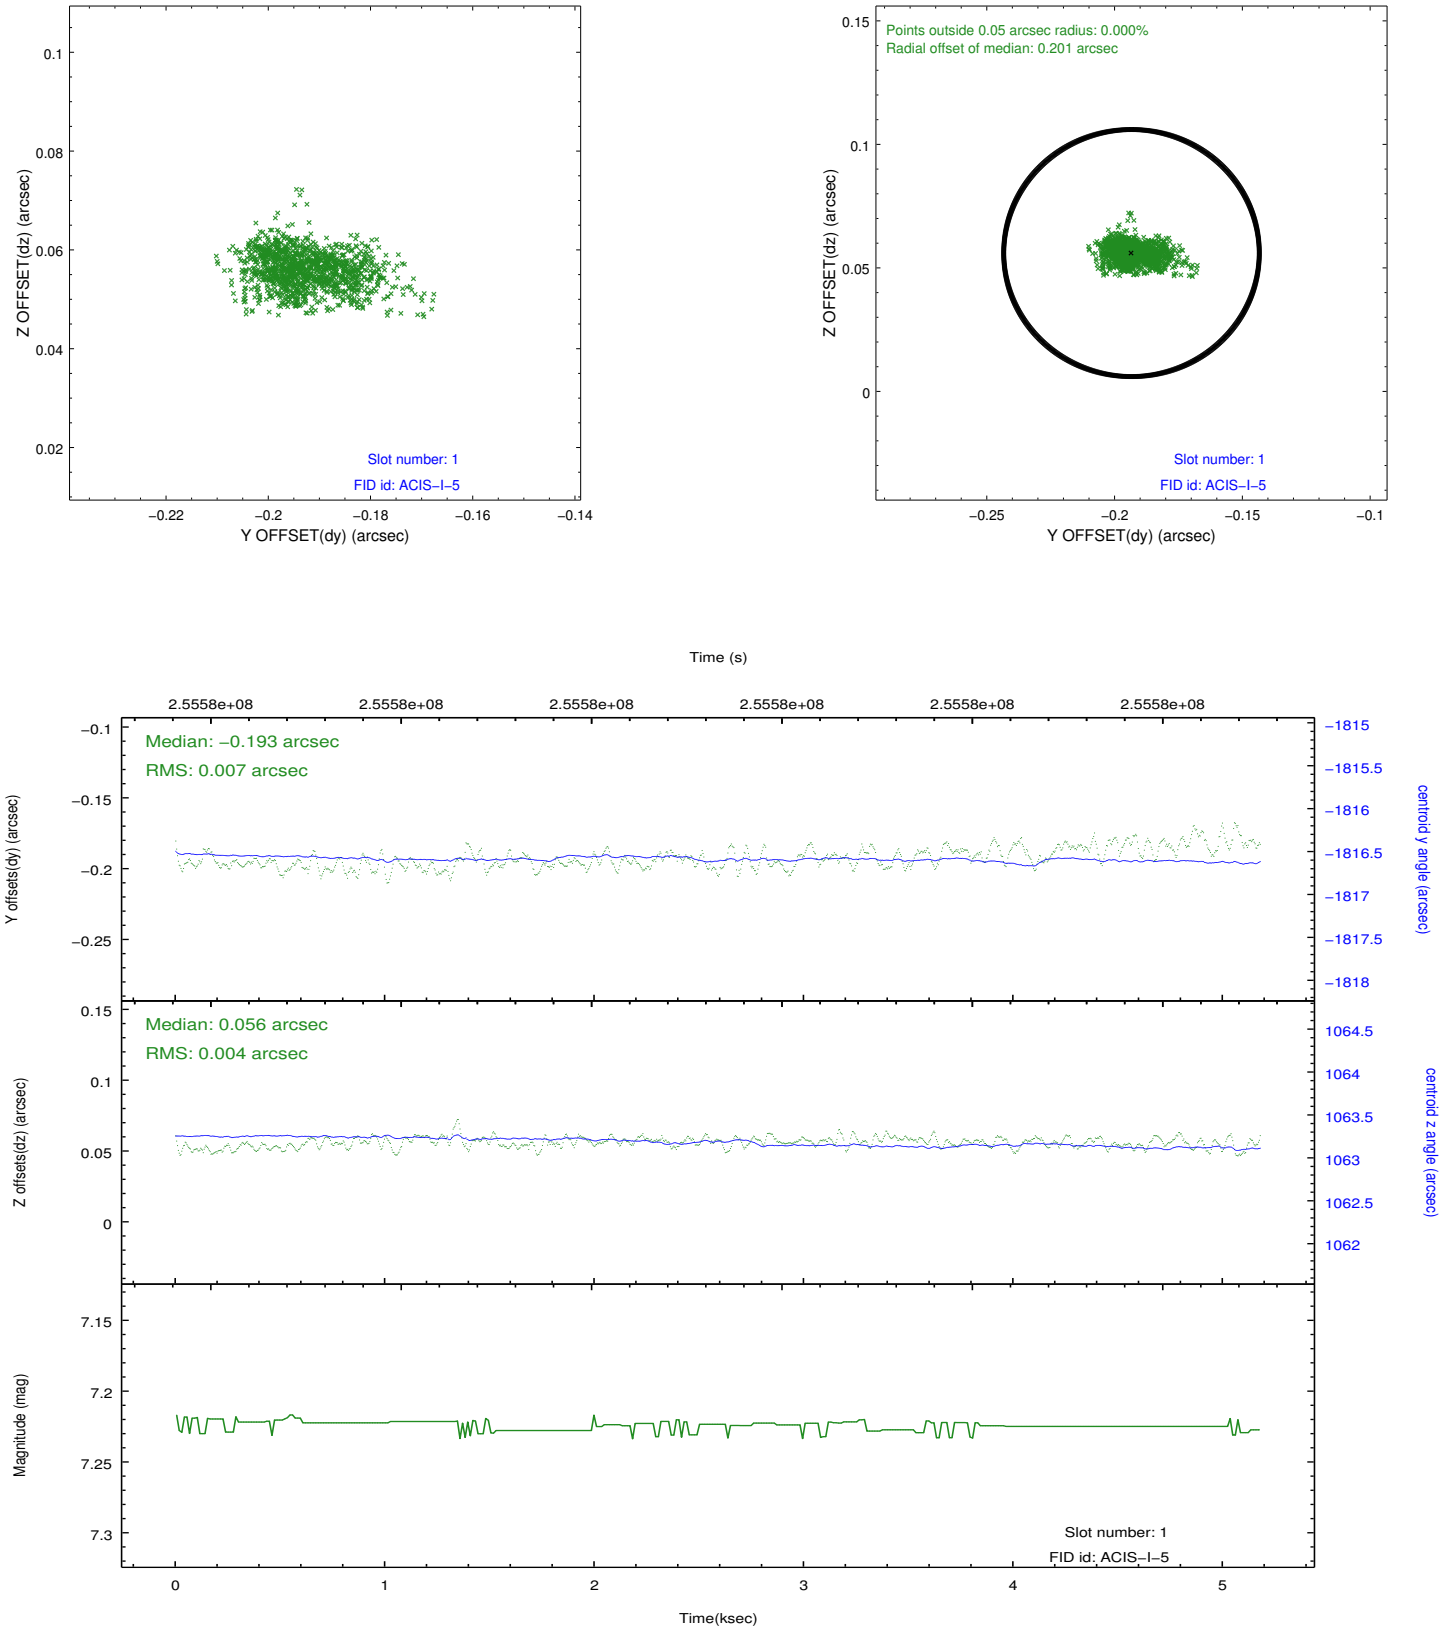 0.1
0.08
0.06
0.04
0.02
Z OFFSET(dz) (arcsec)
Slot number: 1
FID id: ACIS−I−5
−0.22
−0.2
−0.18
−0.16
−0.14
Y OFFSET(dy) (arcsec)
Points outside 0.05 arcsec radius: 0.000%
Radial offset of median: 0.201 arcsec
0.15
0.1
0.05
0
Z OFFSET(dz) (arcsec)
Slot number: 1
FID id: ACIS−I−5
−0.25
−0.2
−0.15
−0.1
Y OFFSET(dy) (arcsec)
Time (s)
2.5558e+08
2.5558e+08
2.5558e+08
2.5558e+08
2.5558e+08
2.5558e+08
Median: −0.193 arcsec
RMS: 0.007 arcsec
−0.1
−0.15
−0.2
−0.25
Y offsets(dy) (arcsec)
−1815
−1815.5
−1816
−1816.5
−1817
−1817.5
−1818
centroid y angle (arcsec)
Median: 0.056 arcsec
RMS: 0.004 arcsec
0.15
0.1
0.05
0
Z offsets(dz) (arcsec)
1064.5
1064
1063.5
1063
1062.5
1062
centroid z angle (arcsec)
7.15
7.2
7.25
7.3
Magnitude (mag)
Slot number: 1
FID id: ACIS−I−5
0
1
2
3
4
5
Time(ksec)